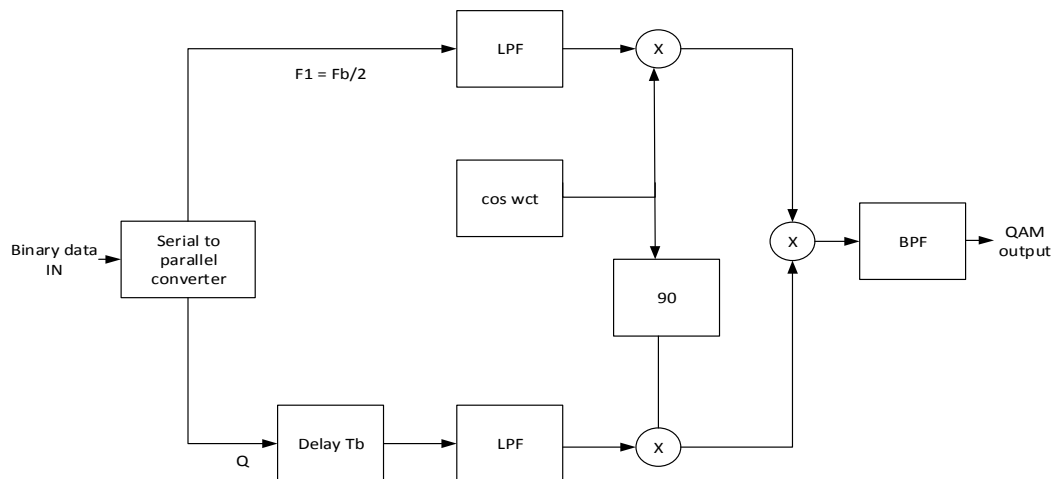 LPF
X
F1 = Fb/2
cos wct
Binary data
IN
Serial to
parallel
converter
X
BPF
QAM
output
90
Q
Delay Tb
LPF
X